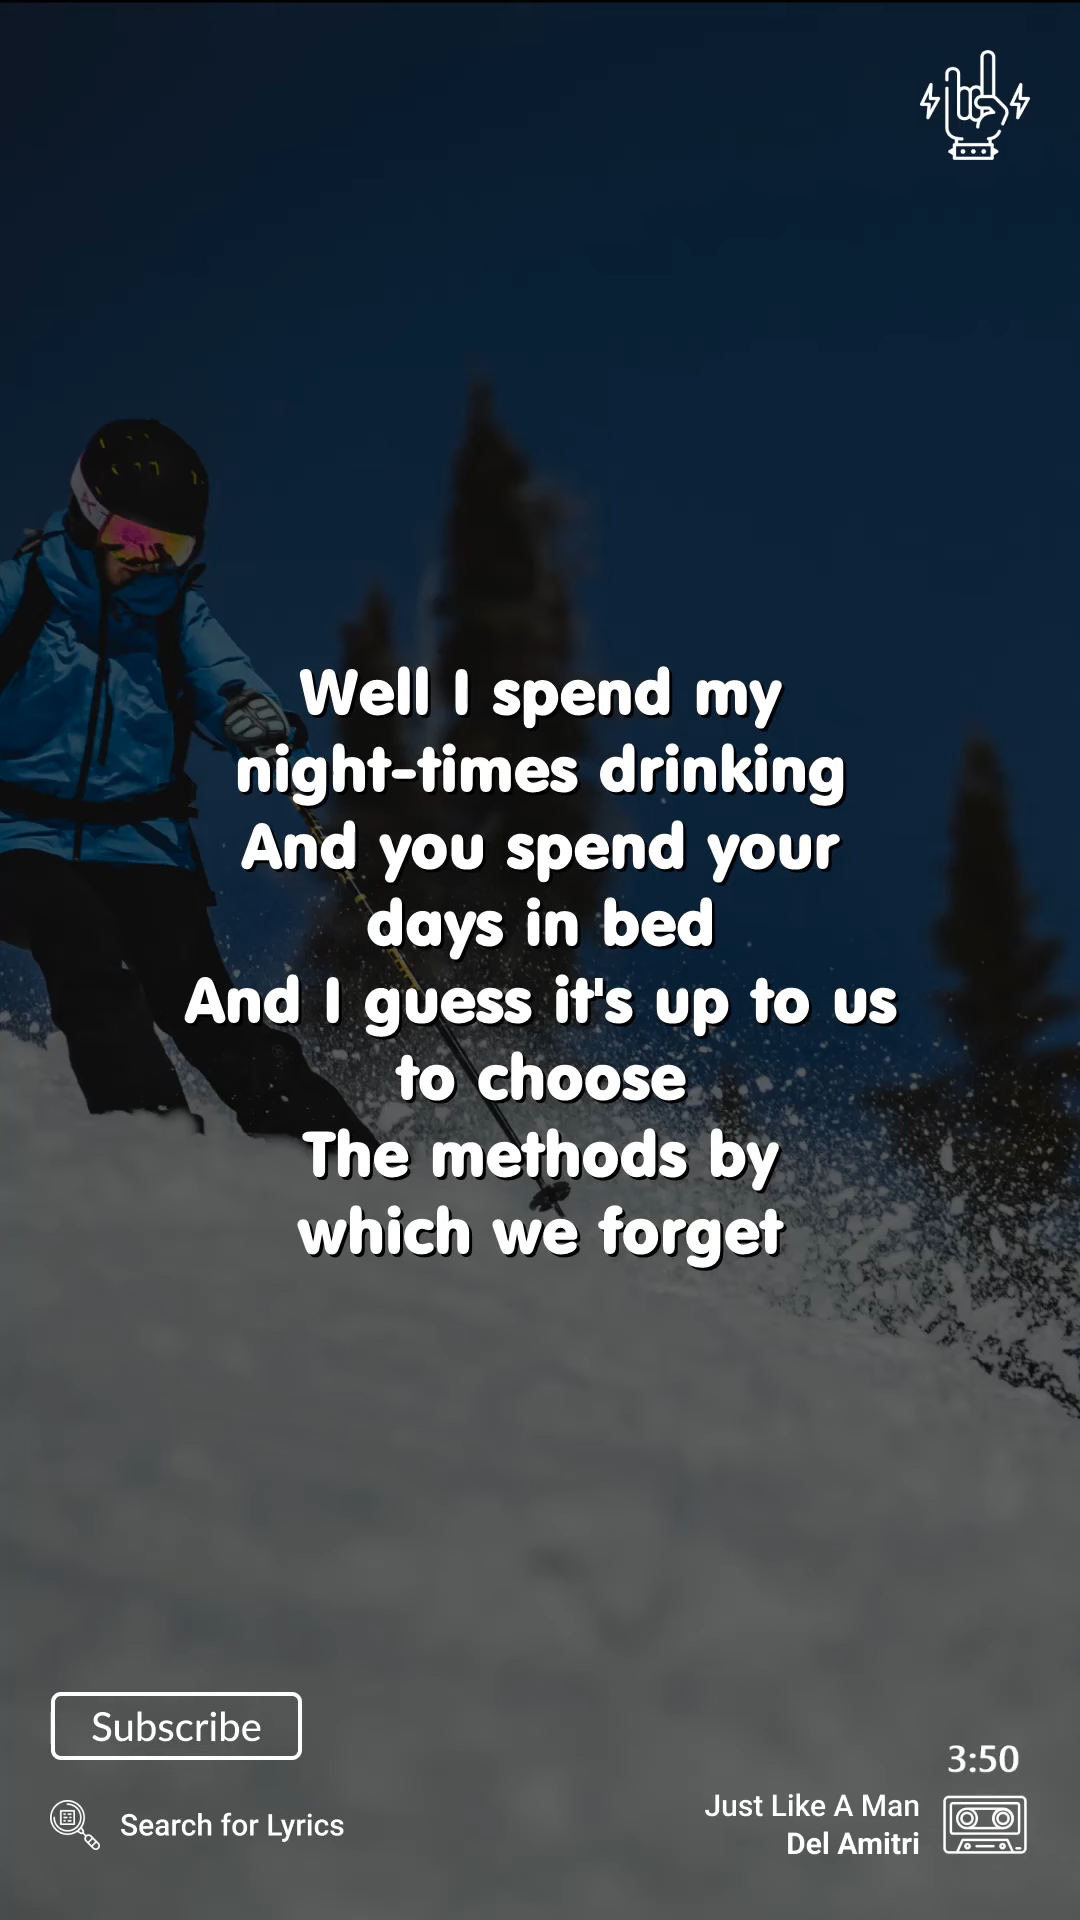 Well I spend my
night-times drinking
And you spend your
days in bed
And I guess it's up to us
to choose
The methods by
which we forget
Subscribe
3:50
Search for Lyrics
Just Like A Man
Del Amitri